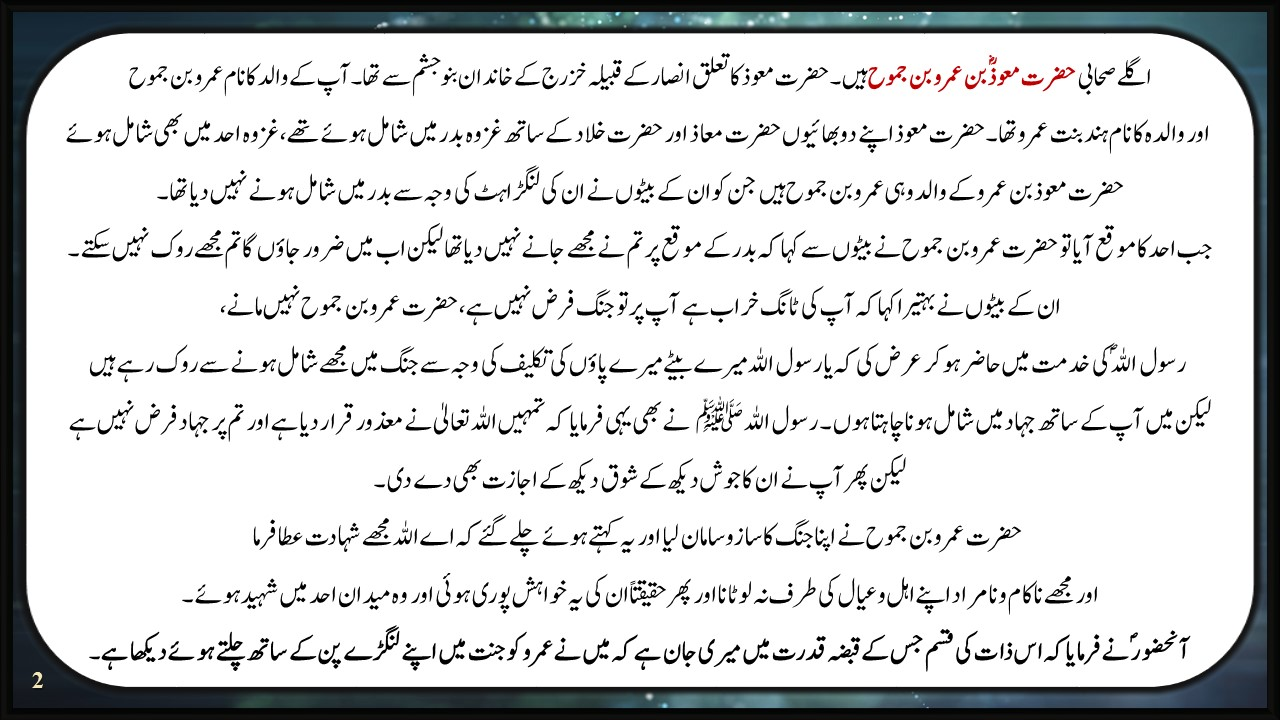 اگلے صحابی حضرت معوذؓ بن عمرو بن جموح ہیں۔ حضرت معوذ کا تعلق انصار کے قبیلہ خزرج کے خاندان بنو جشم سے تھا۔ آپ کے والد کا نام عمرو بن جموح
اور والدہ کا نام ہند بنت عمرو تھا۔ حضرت معوذ اپنے دو بھائیوں حضرت معاذ اور حضرت خلاد کے ساتھ غزوہ بدر میں شامل ہوئے تھے، غزوہ احد میں بھی شامل ہوئے
حضرت معوذ بن عمرو کے والد وہی عمرو بن جموح ہیں جن کو ان کے بیٹوں نے ان کی لنگڑاہٹ کی وجہ سے بدر میں شامل ہونے نہیں دیا تھا۔
جب احد کا موقع آیا تو حضرت عمرو بن جموح نے بیٹوں سے کہا کہ بدر کے موقع پر تم نے مجھے جانے نہیں دیا تھا لیکن اب میں ضرور جاؤں گا تم مجھے روک نہیں سکتے۔
ان کے بیٹوں نے بہتیرا کہا کہ آپ کی ٹانگ خراب ہے آپ پر تو جنگ فرض نہیں ہے، حضرت عمرو بن جموح نہیں مانے،
رسول اللہؐ کی خدمت میں حاضر ہو کر عرض کی کہ یا رسول اللہ میرے بیٹے میرے پاؤں کی تکلیف کی وجہ سے جنگ میں مجھے شامل ہونے سے روک رہے ہیں
لیکن میں آپ کے ساتھ جہاد میں شامل ہونا چاہتا ہوں۔ رسول اللہ ﷺ نے بھی یہی فرمایا کہ تمہیں اللہ تعالیٰ نے معذور قرار دیا ہے اور تم پر جہاد فرض نہیں ہے
لیکن پھر آپ نے ان کا جوش دیکھ کے شوق دیکھ کے اجازت بھی دے دی۔
حضرت عمرو بن جموح نے اپنا جنگ کا ساز و سامان لیا اور یہ کہتے ہوئے چلے گئے کہ اے اللہ مجھے شہادت عطا فرما
اور مجھے ناکام و نامراد اپنے اہل و عیال کی طرف نہ لوٹانا اور پھر حقیقتاً ان کی یہ خواہش پوری ہوئی اور وہ میدان احد میں شہید ہوئے۔
آنحضورؐ نے فرمایا کہ اس ذات کی قسم جس کے قبضہ قدرت میں میری جان ہے کہ میں نے عمرو کو جنت میں اپنے لنگڑے پن کے ساتھ چلتے ہوئے دیکھا ہے۔
2